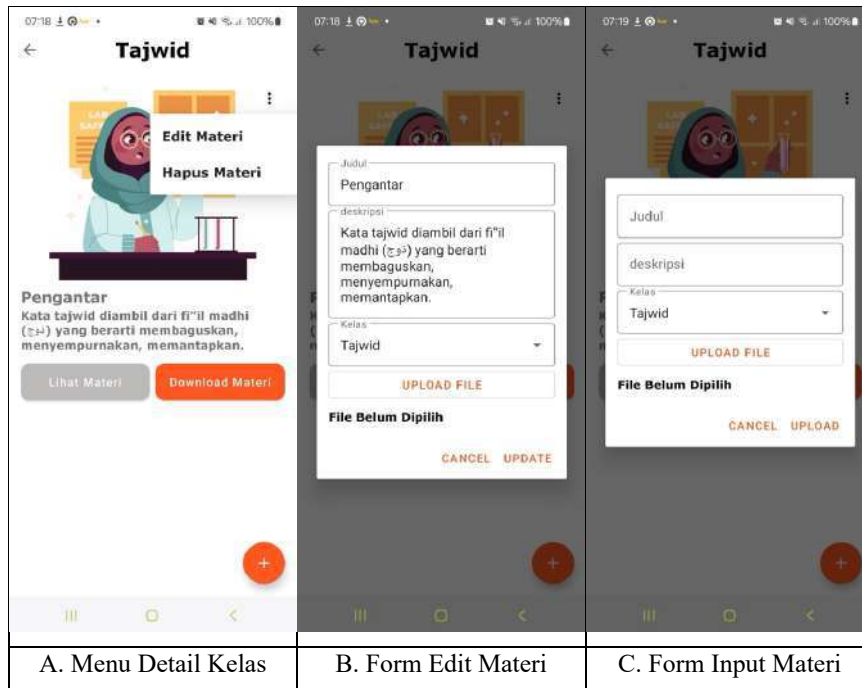 07:18 100%
Tajwid
LAB
Edit Materi
Hapus Materi
Pengantar
Kata tajwid diambil dari fi"il madhi
yang berarti membaguskan,
menyempurnakan, memantapkan.
Lihat Materi Download Materi
+
A. Menu Detail Kelas
07:18 100%
Tajwid
Judul
Pengantar
deskripsi
Kata tajwid diambil dari fi"il
madhi yang berarti
membaguskan,
menyempurnakan,
memantapkan.
Kelas
Tajwid
UPLOAD FILE
File Belum Dipilih
CANCEL UPDATE
+
B. Form Edit Materi
07:19 100%
Tajwid
Judul
deskripsi
Kelas
Tajwid
UPLOAD FILE
File Belum Dipilih
CANCEL UPLOAD
+
C. Form Input Materi